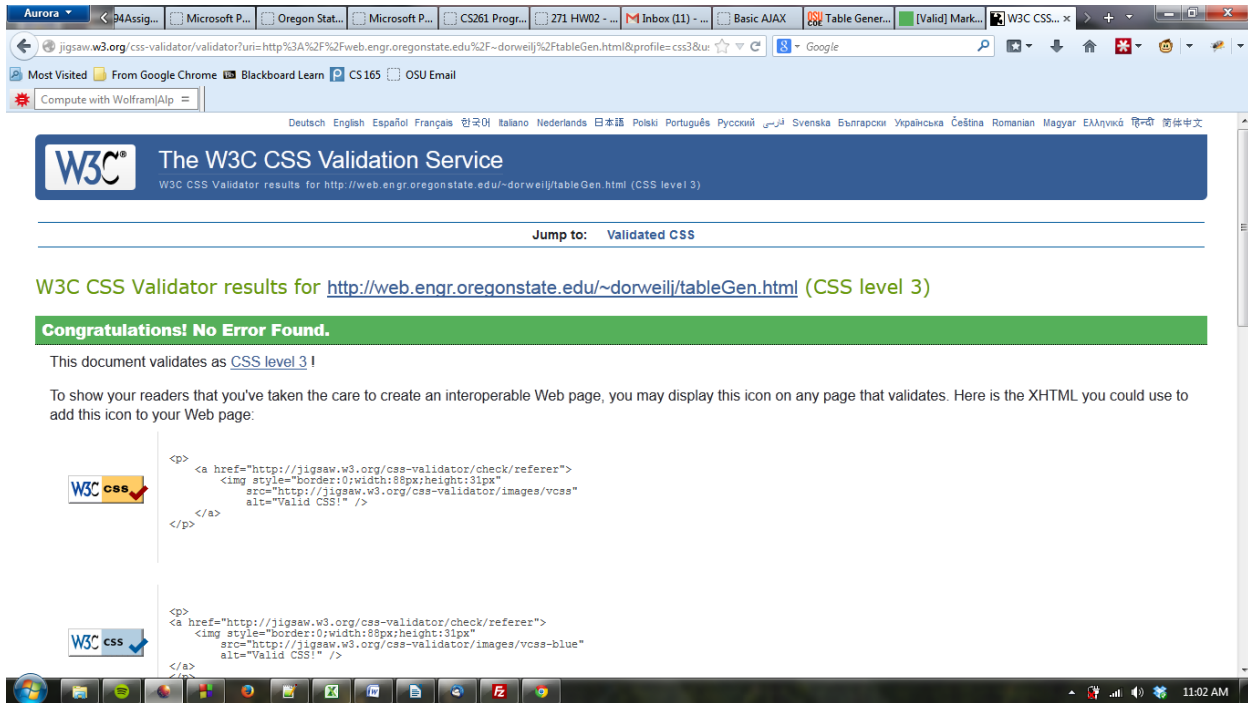 Aurora
94Assig...
Microsoft P...
Oregon Stat...
Microsoft P...
CS261 Progr...
271 HW02 - ...
Inbox (11) - ...
Basic AJAX
OSU COE Table Gener...
[Valid] Mark...
W3C CSS...
jigsaw.w3.org/css-validator/validator?uri=http%3A%2F%2Fweb.engr.oregonstate.edu%2F~dorweilj%2FtableGen.html&profile=css3&u
Google
Most Visited From Google Chrome Blackboard Learn CS 165 OSU Email
Compute with Wolfram|Alp =
Deutsch English Español Français 한국어 Italiano Nederlands 日本語 Polski Português Русский فارسی Svenska Български Українська Čeština Romanian Magyar Ελληνικά हिन्दी 简体中文
W3C® The W3C CSS Validation Service
W3C CSS Validator results for http://web.engr.oregonstate.edu/~dorweilj/tableGen.html (CSS level 3)
Jump to: Validated CSS
W3C CSS Validator results for http://web.engr.oregonstate.edu/~dorweilj/tableGen.html (CSS level 3)
Congratulations! No Error Found.
This document validates as CSS level 3 !
To show your readers that you've taken the care to create an interoperable Web page, you may display this icon on any page that validates. Here is the XHTML you could use to
add this icon to your Web page:
W3C css
<p>
<a href="http://jigsaw.w3.org/css-validator/check/referer">
<img style="border:0;width:88px;height:31px"
src="http://jigsaw.w3.org/css-validator/images/vcss"
alt="Valid CSS!" />
</a>
</p>
W3C css
<p>
<a href="http://jigsaw.w3.org/css-validator/check/referer">
<img style="border:0;width:88px;height:31px"
src="http://jigsaw.w3.org/css-validator/images/vcss-blue"
alt="Valid CSS!" />
</a>
</p>
11:02 AM